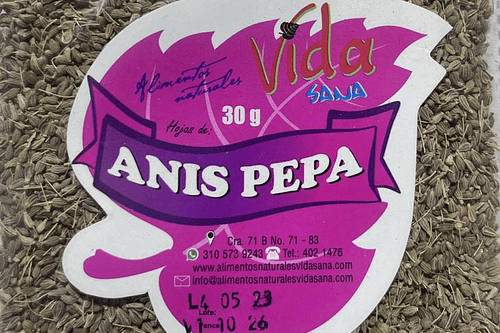 Vida
SANA
Alimentos
naturales
30 g
Hojas de:
ANIS PEPA
Cra. 71 B No. 71 - 83
310 573 9243 Tel.: 402 1476
www.alimentosnaturalesvidasana.com
info@alimentosnaturalesvidasana.com
L4 05 23
Lote:
10 26